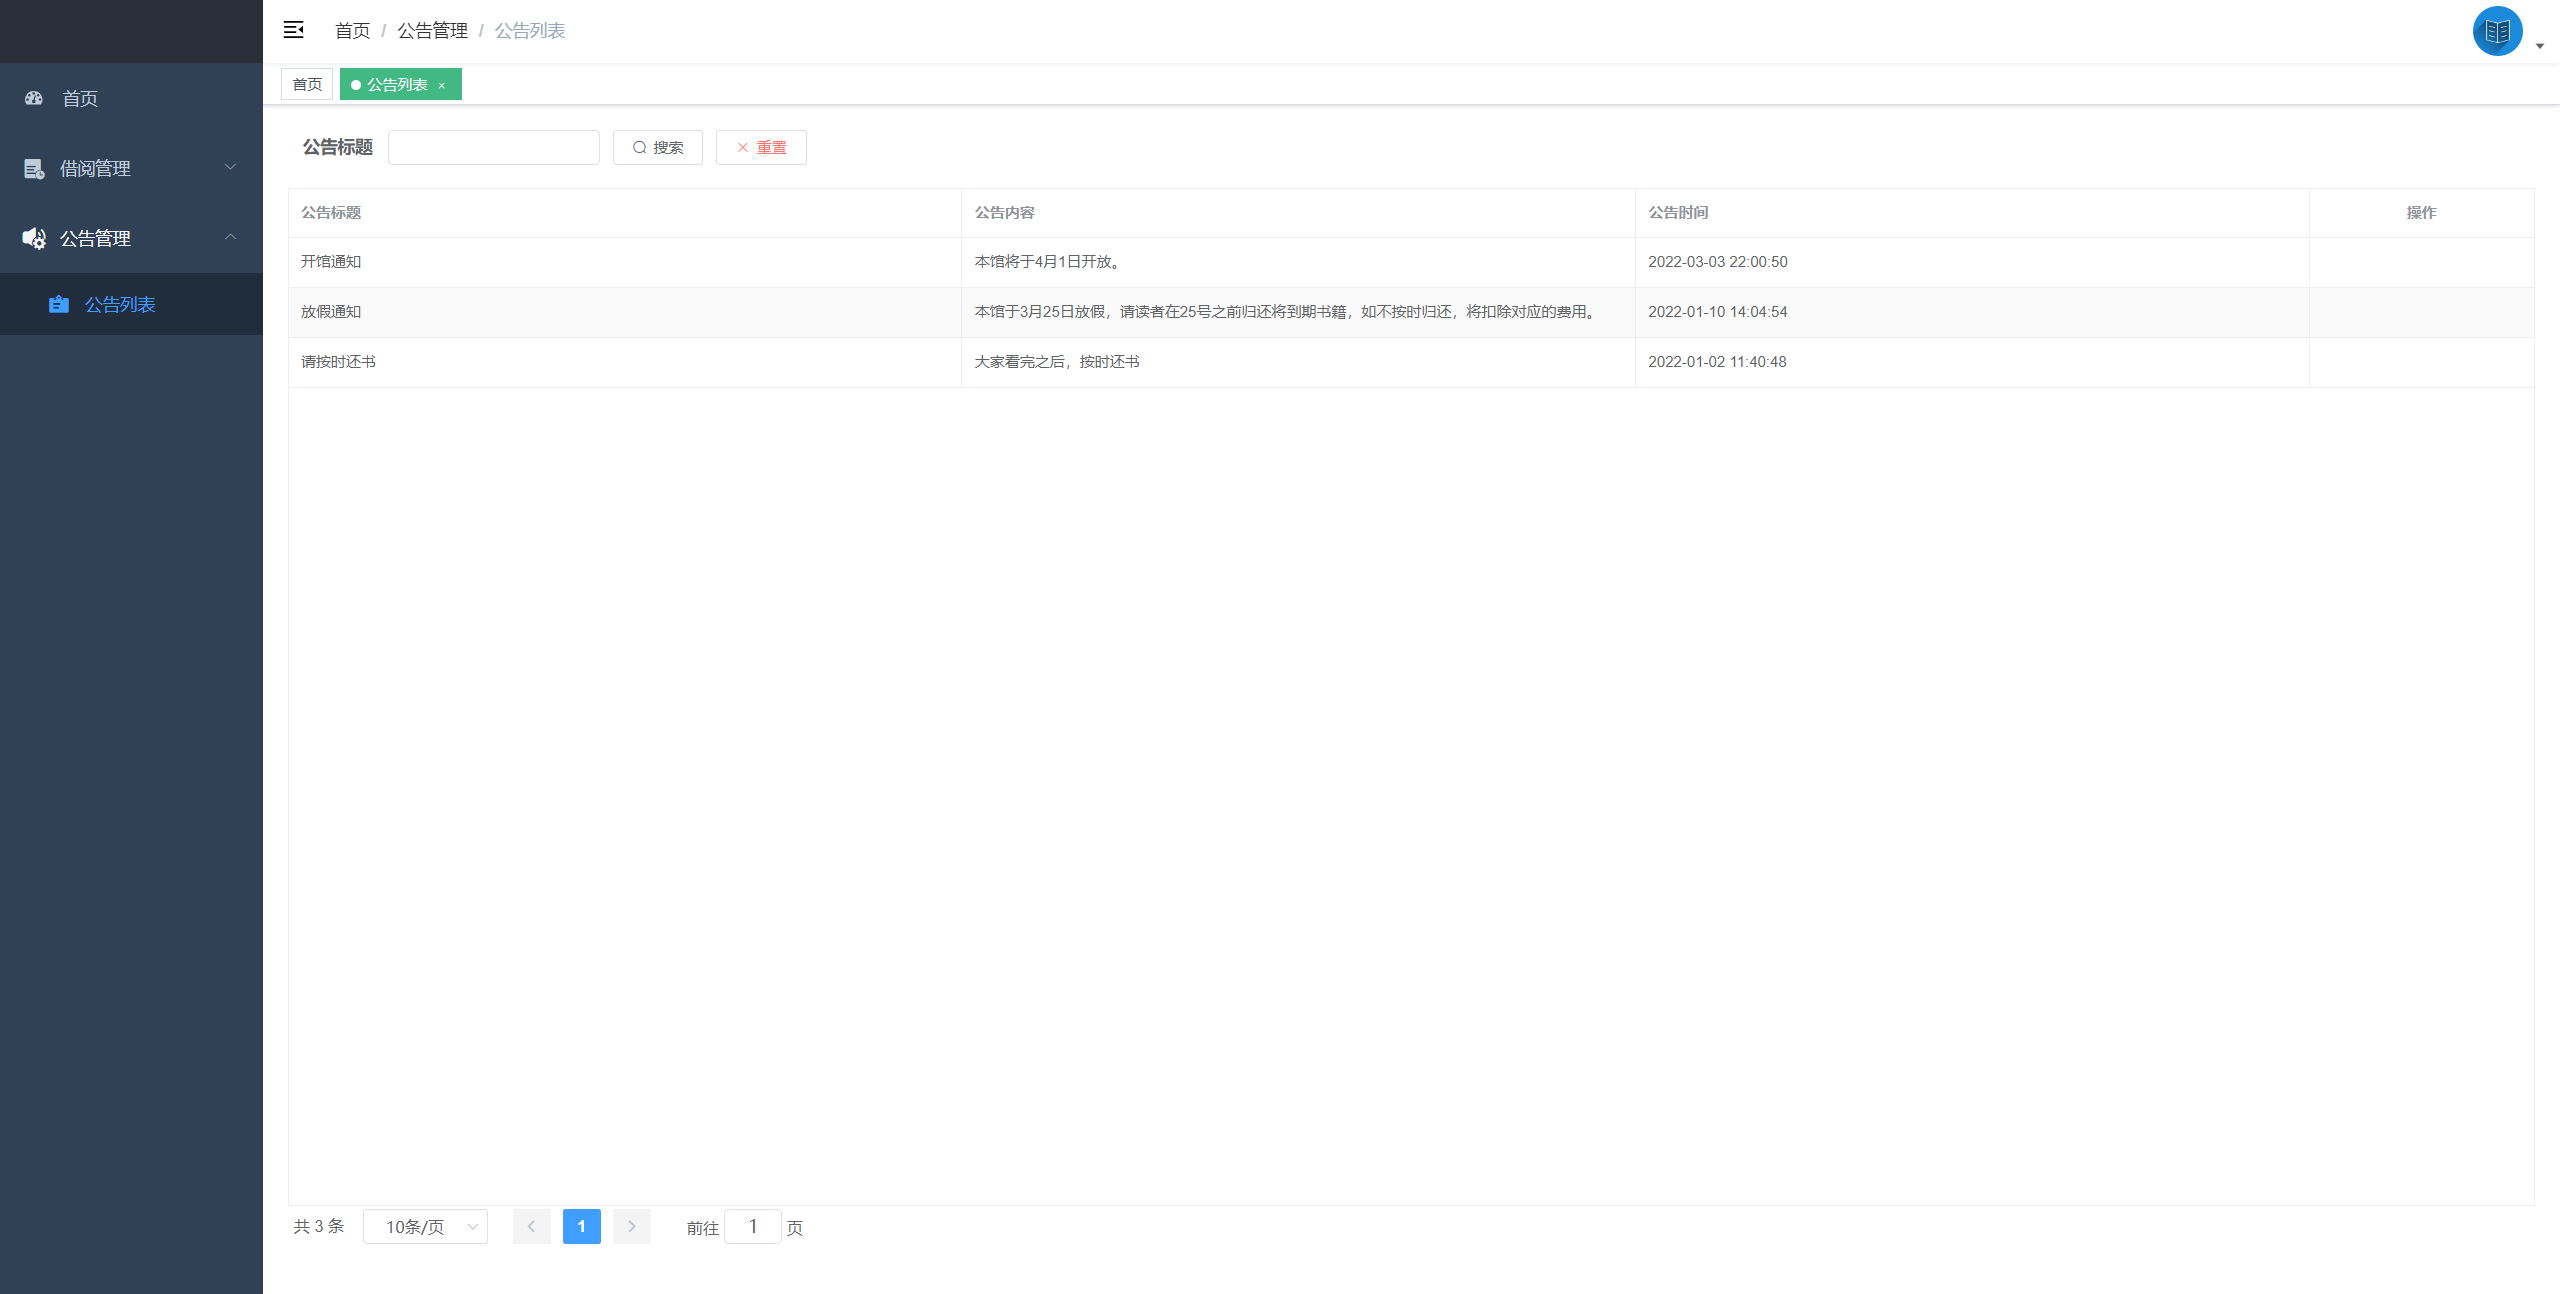 首页 / 公告管理 / 公告列表
首页
公告列表 ×
首页
借阅管理
公告管理
公告列表
公告标题
搜索
重置
公告标题 公告内容 公告时间 操作
开馆通知 本馆将于4月1日开放。 2022-03-03 22:00:50
放假通知 本馆于3月25日放假，请读者在25号之前归还将到期书籍，如不按时归还，将扣除对应的费用。 2022-01-10 14:04:54
请按时还书 大家看完之后，按时还书 2022-01-02 11:40:48
共 3 条 10条/页 1 前往 1 页